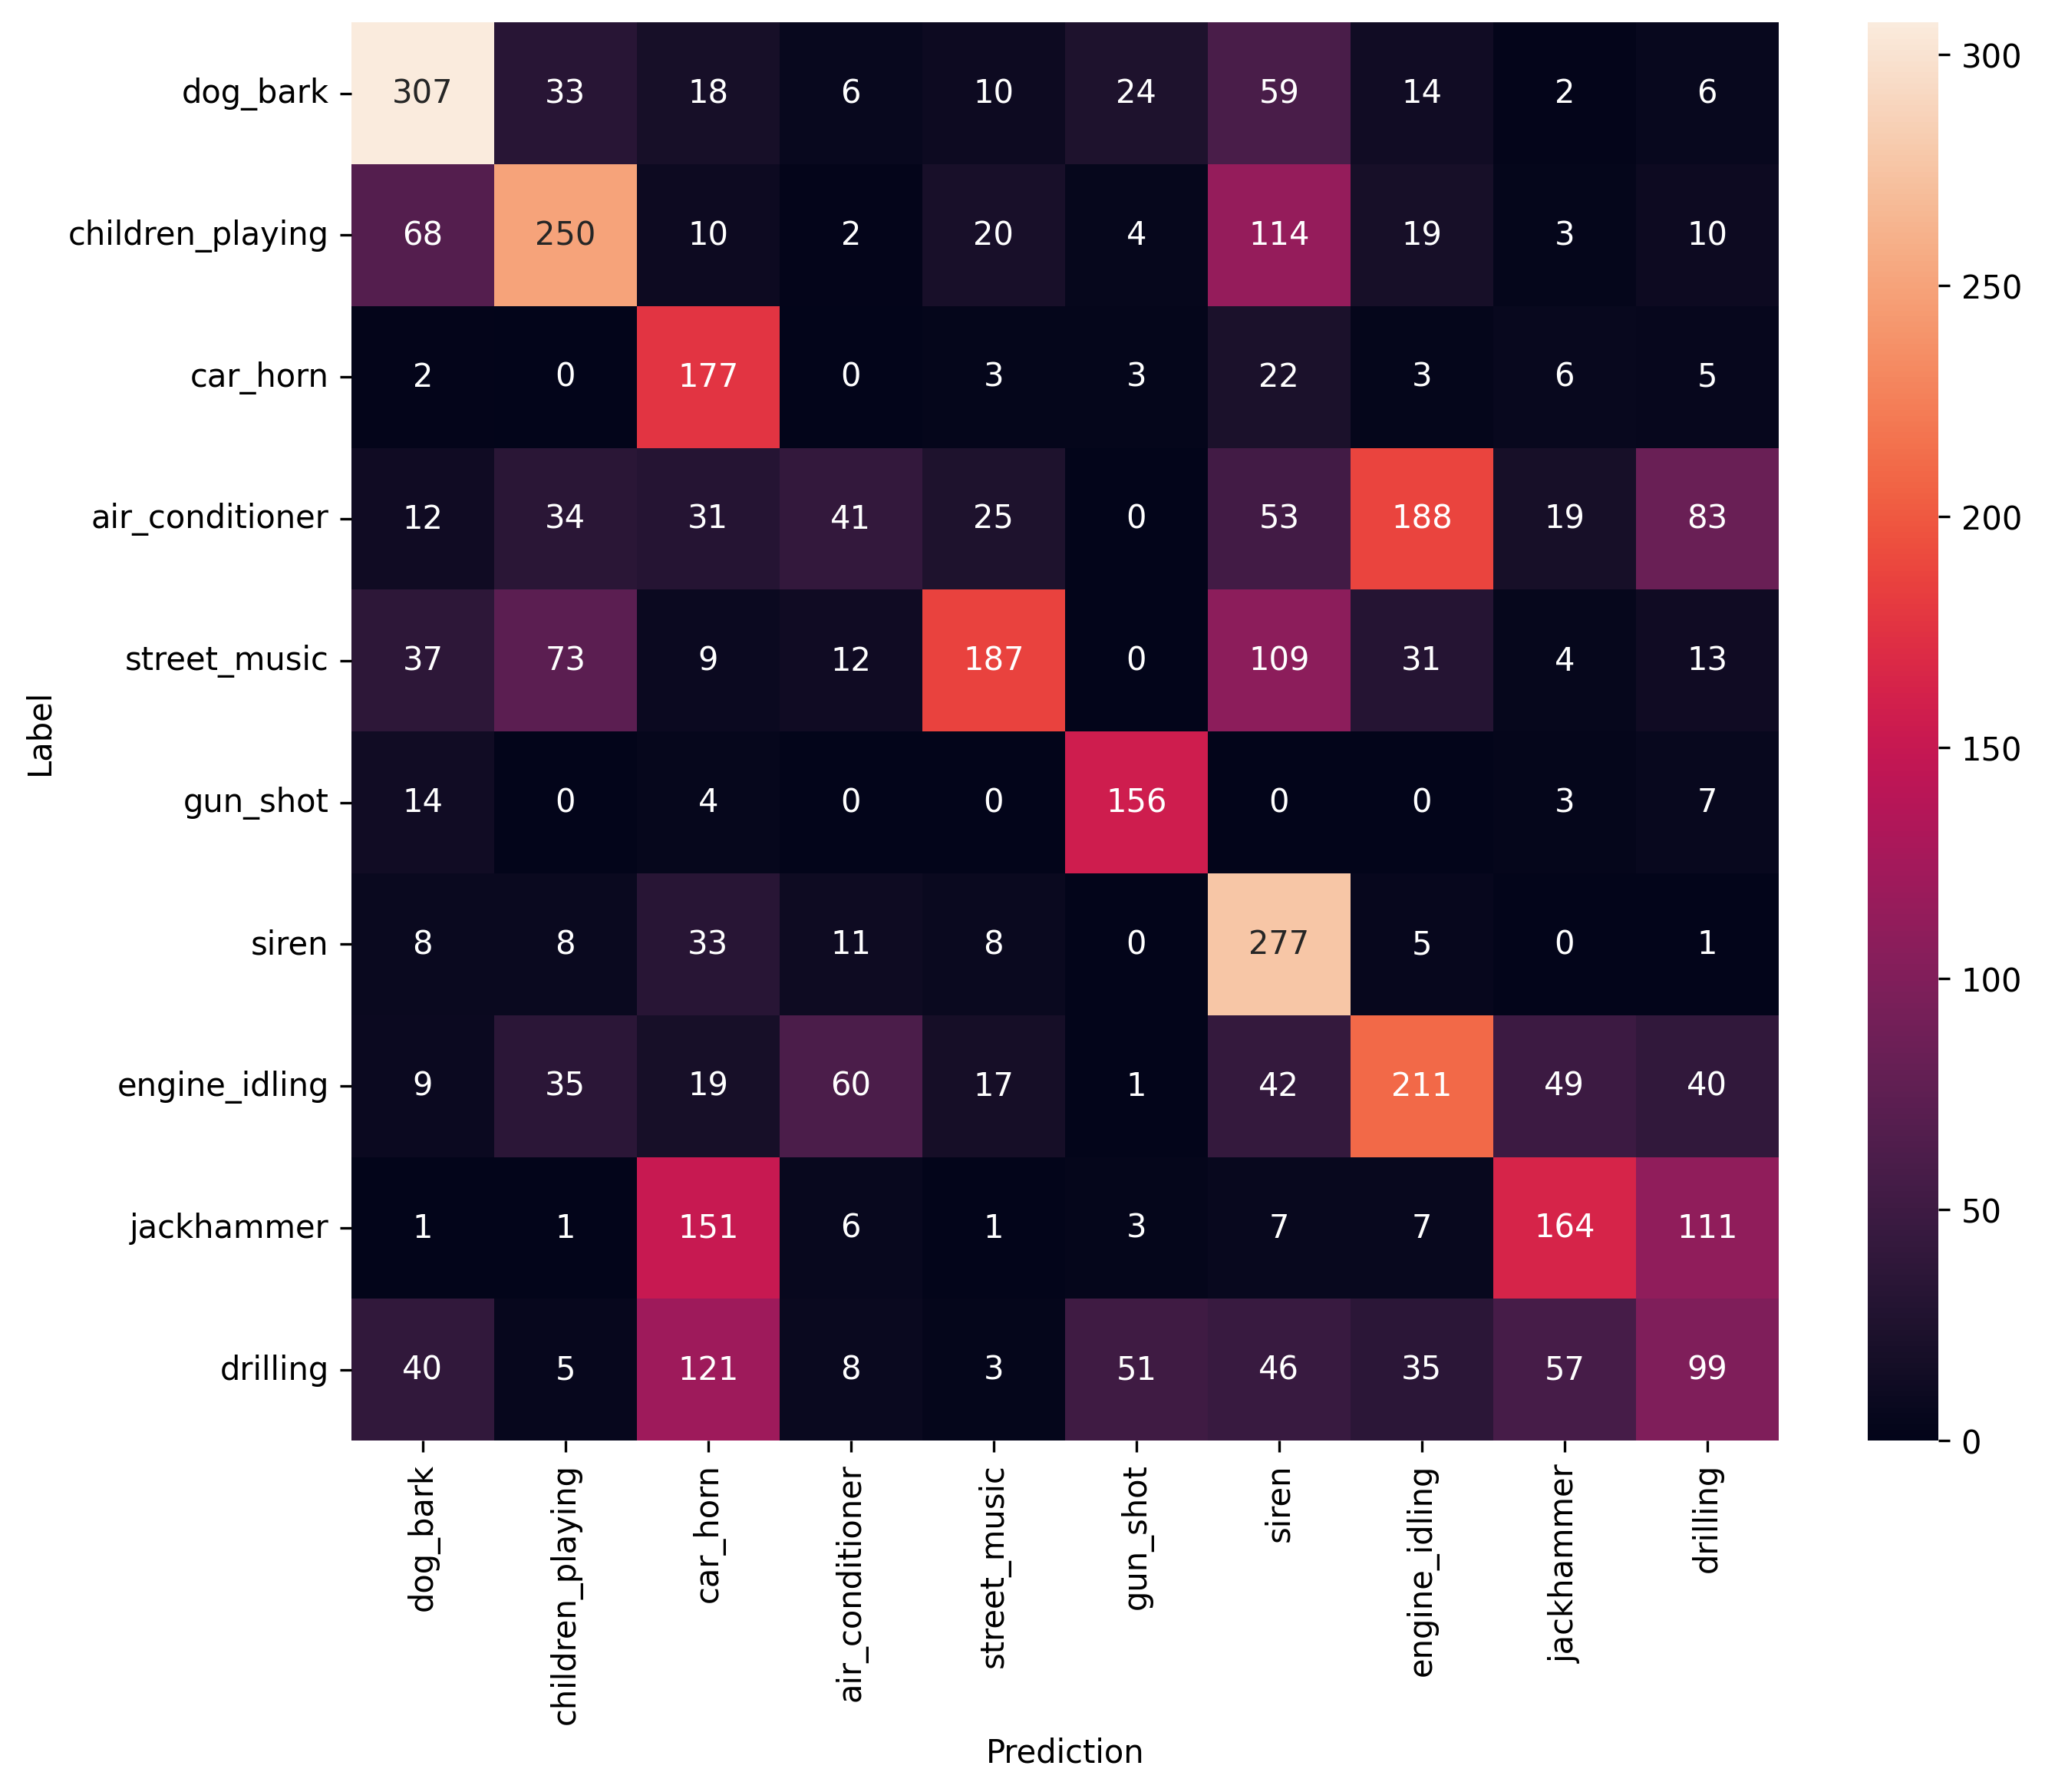 dog_bark 307 33 18 6 10 24 59 14 2 6
children_playing 68 250 10 2 20 4 114 19 3 10
car_horn 2 0 177 0 3 3 22 3 6 5
air_conditioner 12 34 31 41 25 0 53 188 19 83
street_music 37 73 9 12 187 0 109 31 4 13
gun_shot 14 0 4 0 0 156 0 0 3 7
siren 8 8 33 11 8 0 277 5 0 1
engine_idling 9 35 19 60 17 1 42 211 49 40
jackhammer 1 1 151 6 1 3 7 7 164 111
drilling 40 5 121 8 3 51 46 35 57 99
Label
dog_bark
children_playing
car_horn
air_conditioner
street_music
gun_shot
siren
engine_idling
jackhammer
drilling
Prediction
300
250
200
150
100
50
0